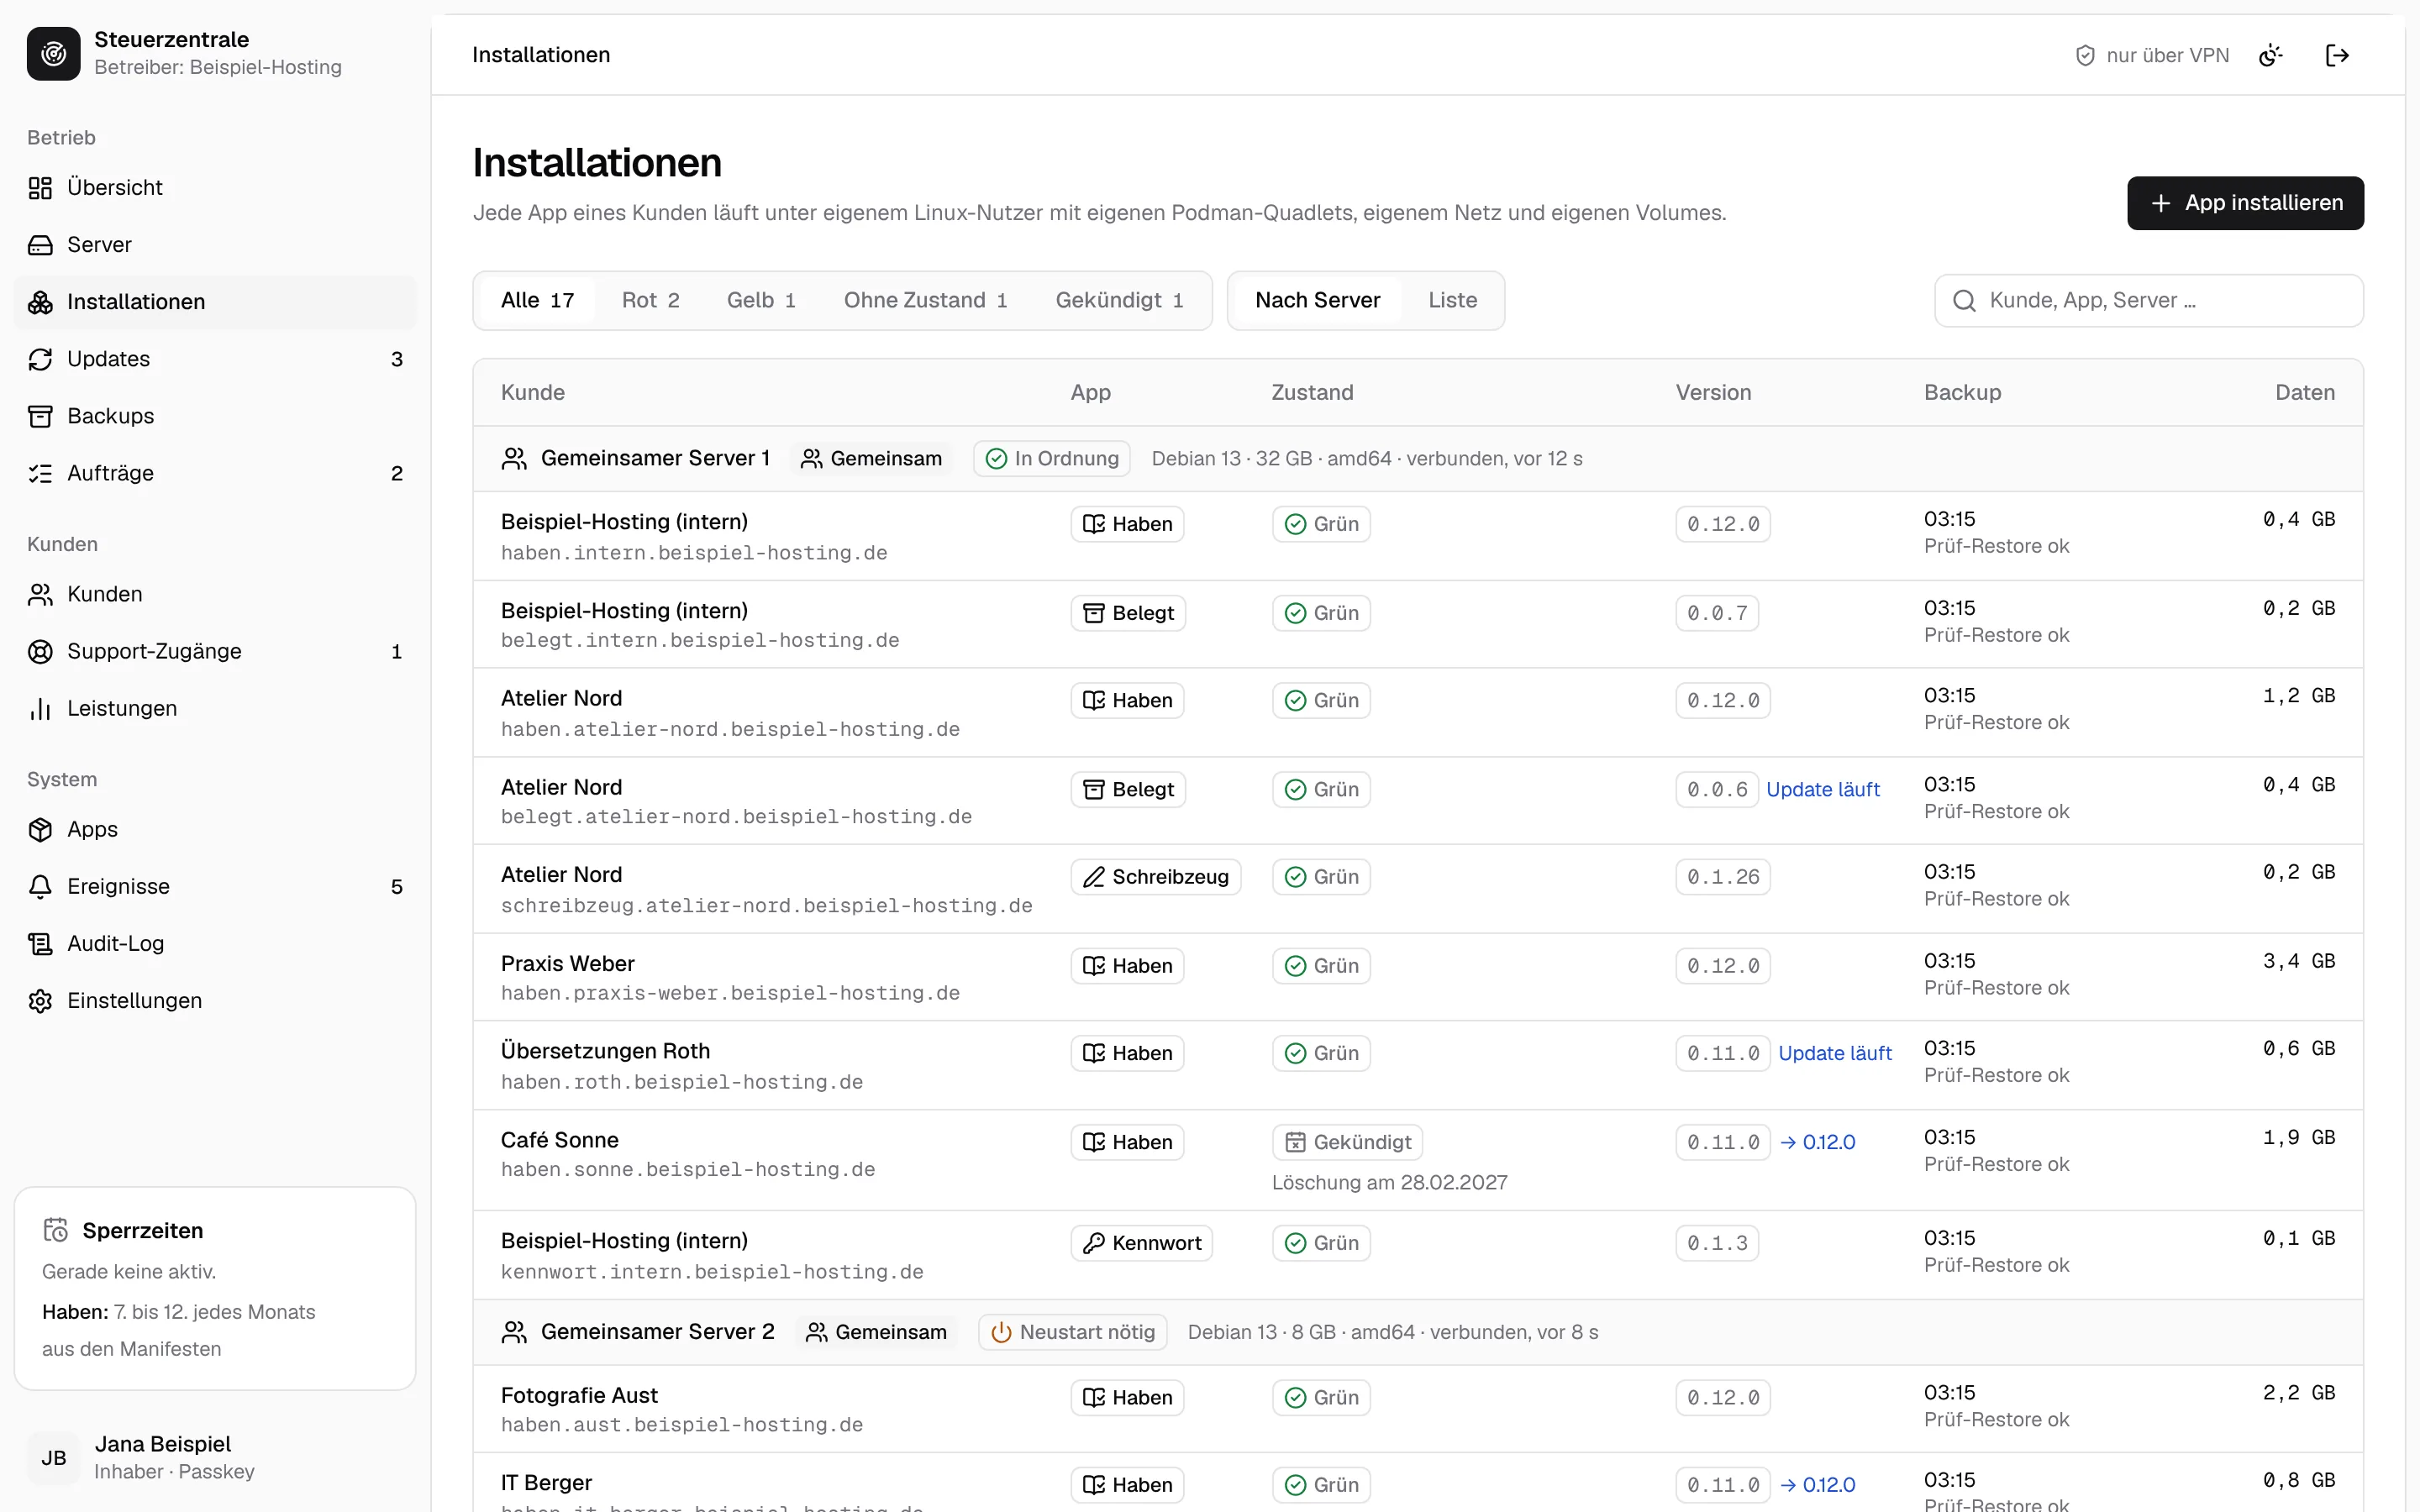 Steuerzentrale
Betreiber: Beispiel-Hosting
Betrieb
Übersicht
Server
Installationen
Updates 3
Backups
Aufträge 2
Kunden
Kunden
Support-Zugänge 1
Leistungen
System
Apps
Ereignisse 5
Audit-Log
Einstellungen
Sperrzeiten
Gerade keine aktiv.
Haben: 7. bis 12. jedes Monats
aus den Manifesten
JB
Jana Beispiel
Inhaber · Passkey
Installationen
nur über VPN
Installationen
Jede App eines Kunden läuft unter eigenem Linux-Nutzer mit eigenen Podman-Quadlets, eigenem Netz und eigenen Volumes.
App installieren
Alle 17 Rot 2 Gelb 1 Ohne Zustand 1 Gekündigt 1
Nach Server Liste
Kunde, App, Server ...
Kunde App Zustand Version Backup Daten
Gemeinsamer Server 1 Gemeinsam In Ordnung Debian 13 · 32 GB · amd64 · verbunden, vor 12 s
Beispiel-Hosting (intern) Haben Grün 0.12.0 03:15 0,4 GB
haben.intern.beispiel-hosting.de Prüf-Restore ok
Beispiel-Hosting (intern) Belegt Grün 0.0.7 03:15 0,2 GB
belegt.intern.beispiel-hosting.de Prüf-Restore ok
Atelier Nord Haben Grün 0.12.0 03:15 1,2 GB
haben.atelier-nord.beispiel-hosting.de Prüf-Restore ok
Atelier Nord Belegt Grün 0.0.6 Update läuft 03:15 0,4 GB
belegt.atelier-nord.beispiel-hosting.de Prüf-Restore ok
Atelier Nord Schreibzeug Grün 0.1.26 03:15 0,2 GB
schreibzeug.atelier-nord.beispiel-hosting.de Prüf-Restore ok
Praxis Weber Haben Grün 0.12.0 03:15 3,4 GB
haben.praxis-weber.beispiel-hosting.de Prüf-Restore ok
Übersetzungen Roth Haben Grün 0.11.0 Update läuft 03:15 0,6 GB
haben.roth.beispiel-hosting.de Prüf-Restore ok
Café Sonne Haben Gekündigt 0.11.0 → 0.12.0 03:15 1,9 GB
haben.sonne.beispiel-hosting.de Prüf-Restore ok
Löschung am 28.02.2027
Beispiel-Hosting (intern) Kennwort Grün 0.1.3 03:15 0,1 GB
kennwort.intern.beispiel-hosting.de Prüf-Restore ok
Gemeinsamer Server 2 Gemeinsam Neustart nötig Debian 13 · 8 GB · amd64 · verbunden, vor 8 s
Fotografie Aust Haben Grün 0.12.0 03:15 2,2 GB
haben.aust.beispiel-hosting.de Prüf-Restore ok
IT Berger Haben Grün 0.11.0 → 0.12.0 03:15 0,8 GB
haben.it-berger.beispiel-hosting.de Prüf-Restore ok